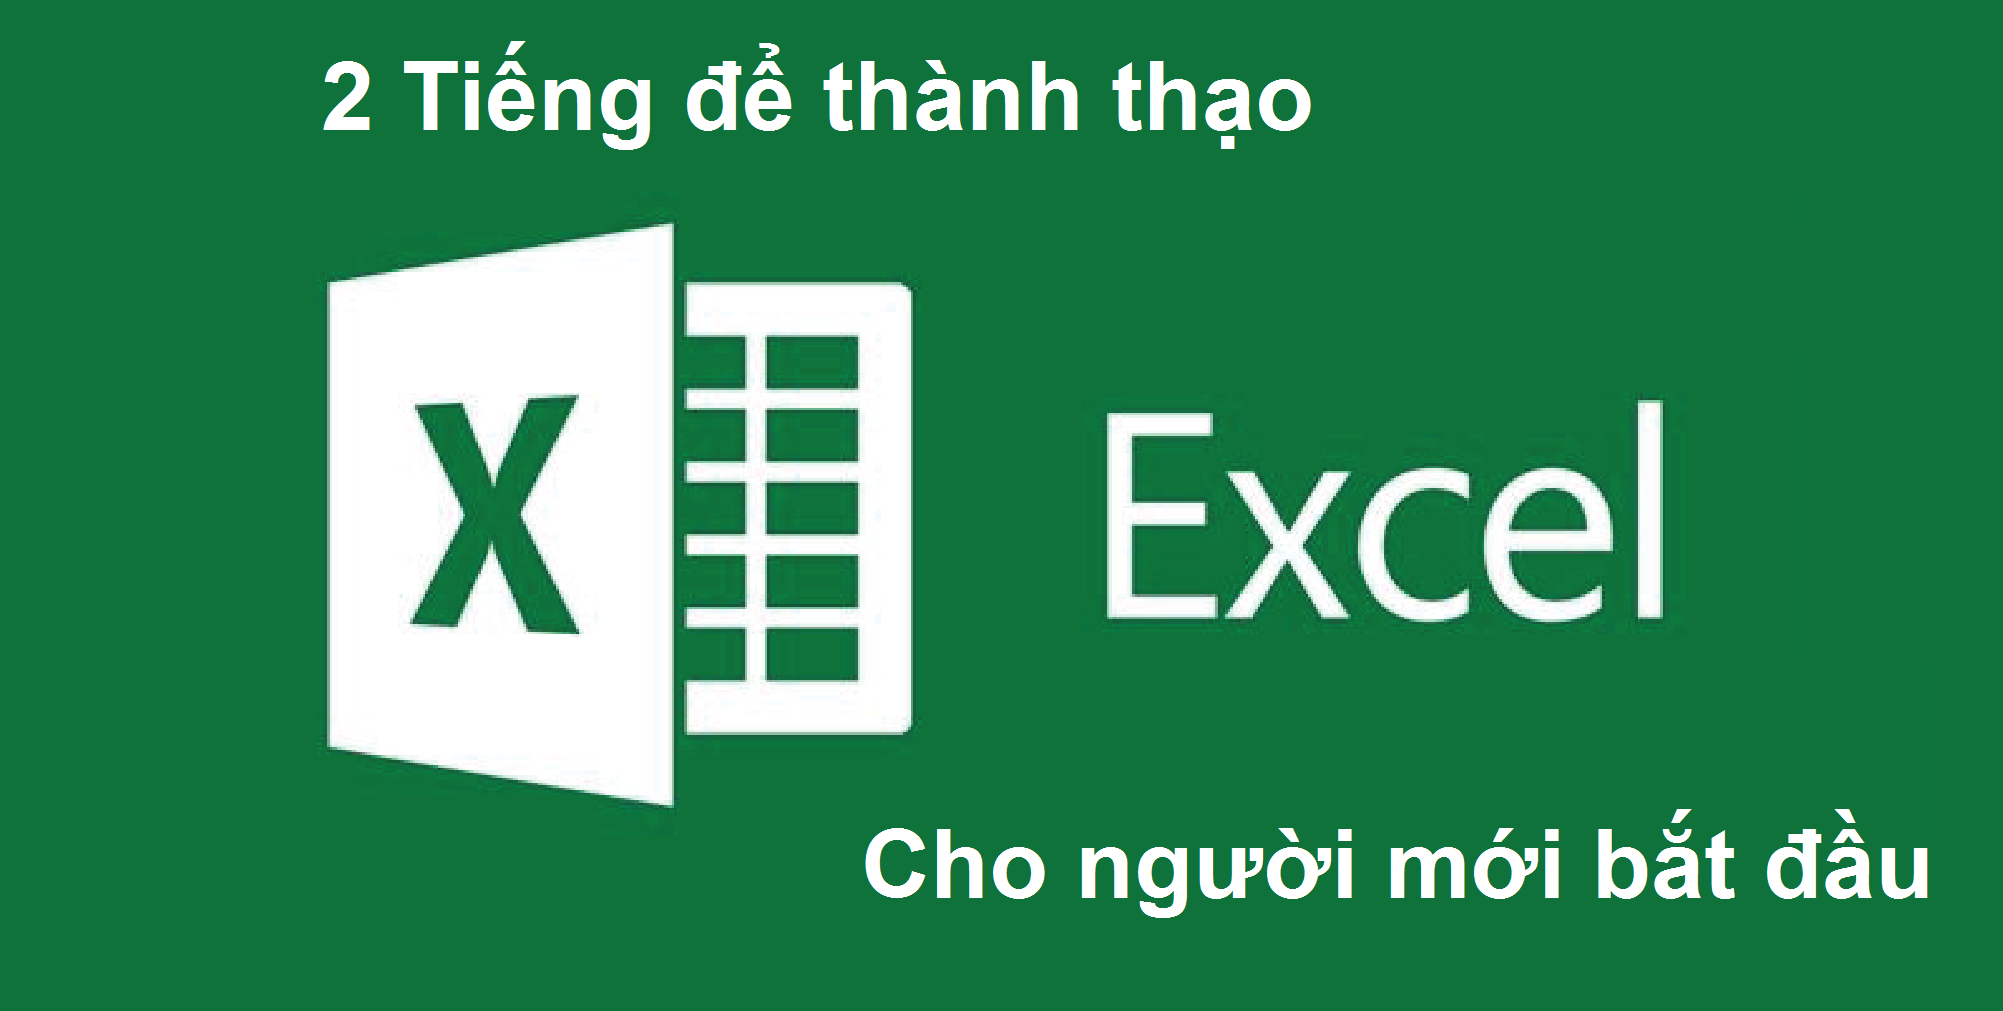 2 Tiếng để thành thạo
X
Excel
Cho người mới bắt đầu